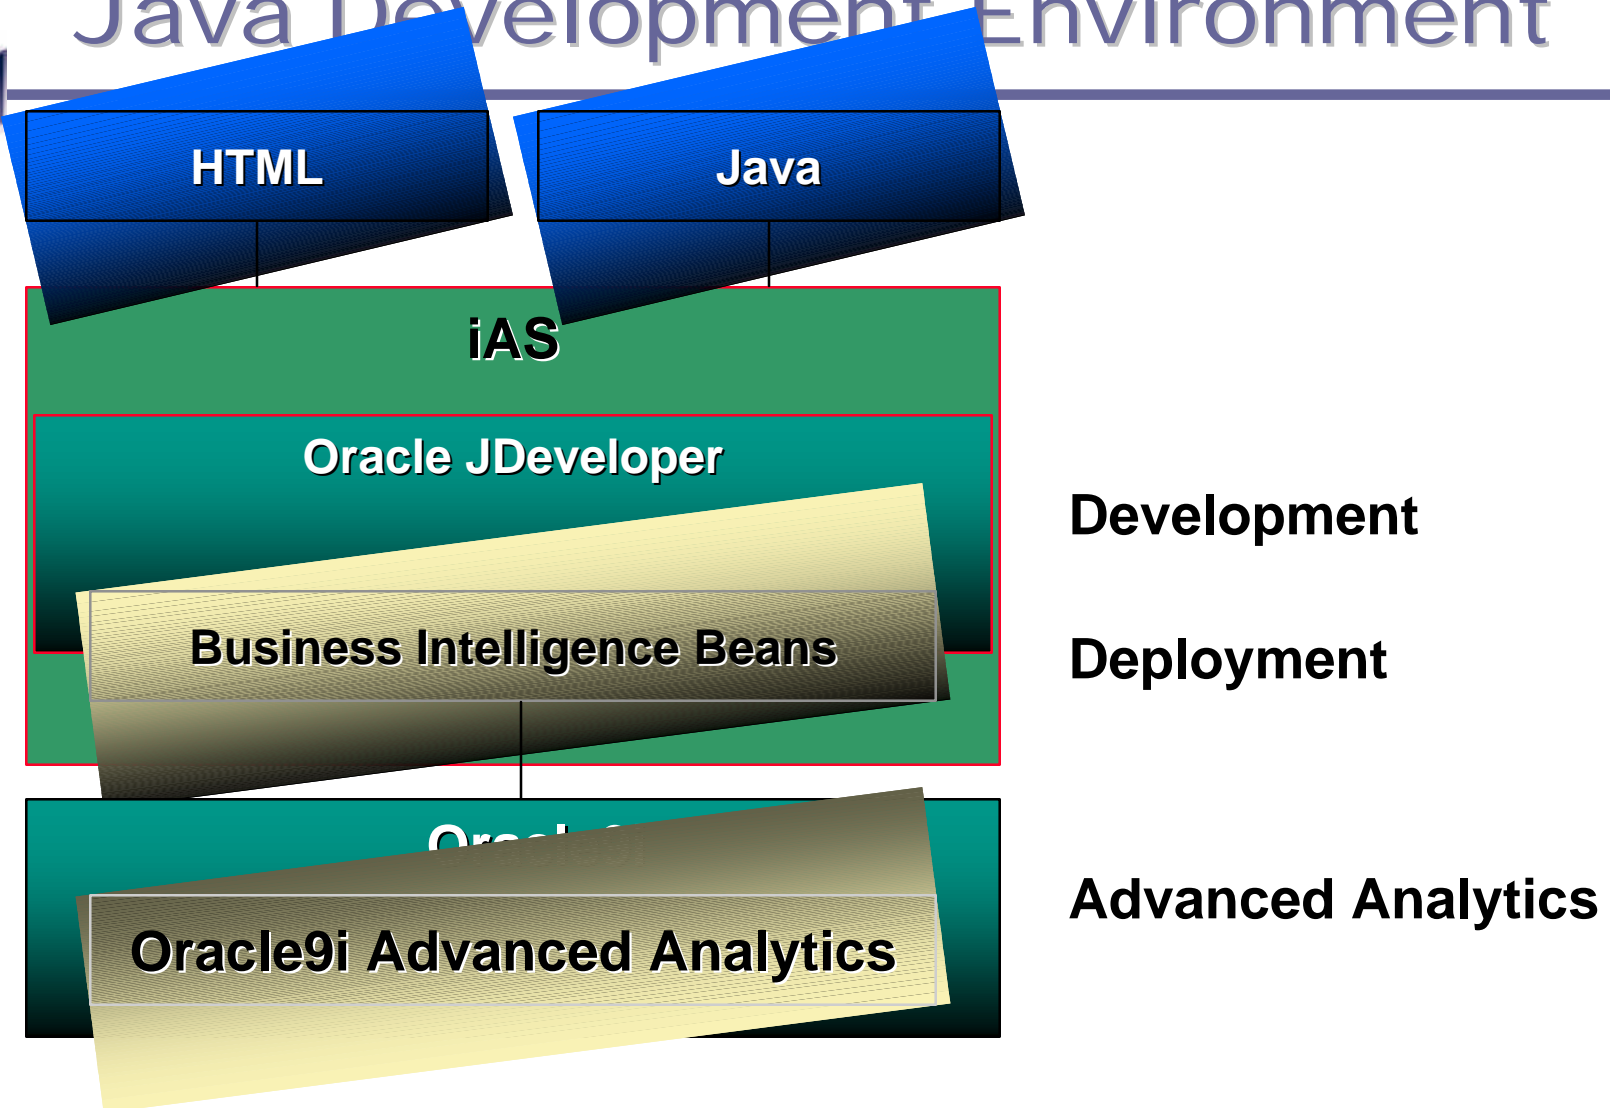 Java Development Environment
HTML
Java
iAS
Oracle JDeveloper
Development
Business Intelligence Beans
Deployment
Advanced Analytics
Oracle9i Advanced Analytics